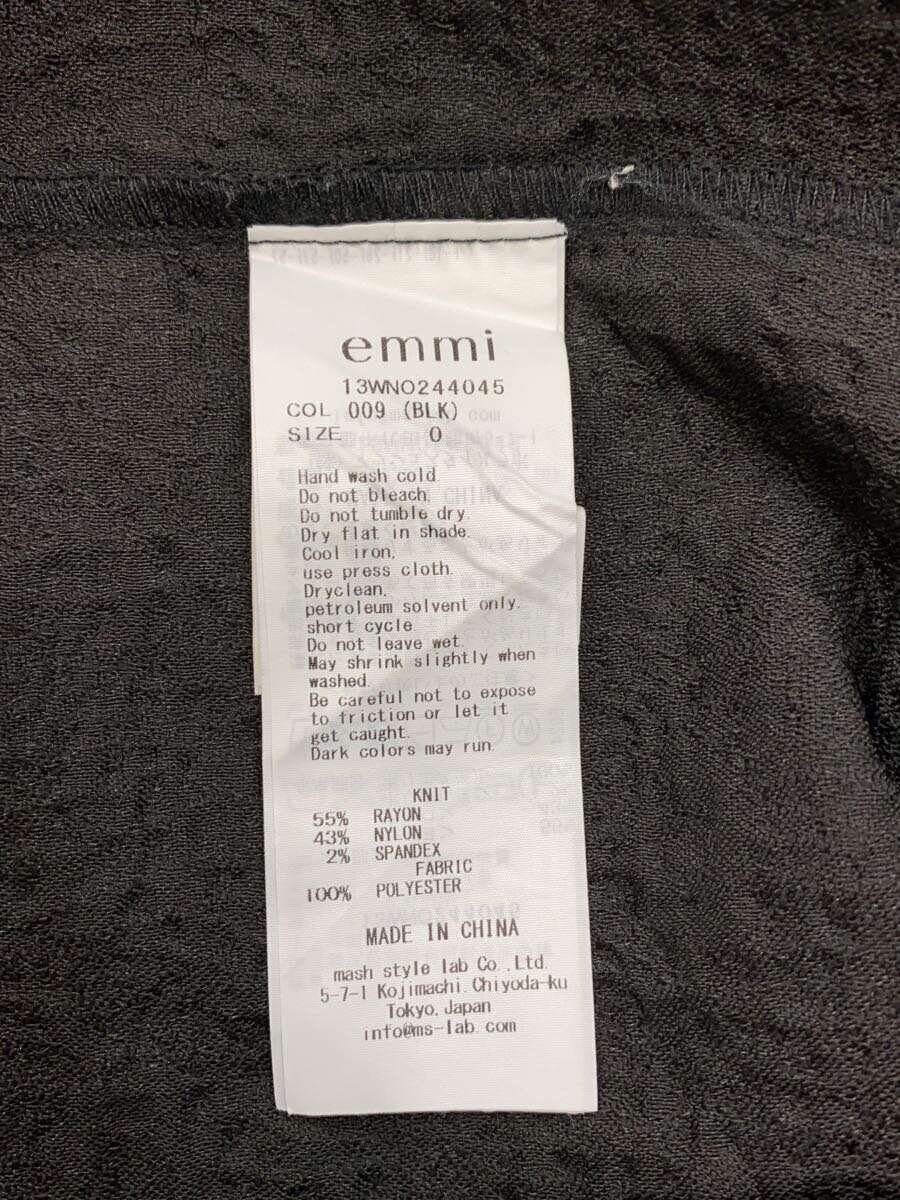 emmi
13WNO244045
COL 009 (BLK)
SIZE 0
Hand wash cold.
Do not bleach.
Do not tumble dry.
Dry flat in shade.
Cool iron,
use press cloth.
Dryclean,
petroleum solvent only.
short cycle
Do not leave wet.
May shrink slightly when
washed.
Be careful not to expose
to friction or let it
get caught.
Dark colors may run.
KNIT
55% RAYON
43% NYLON
2% SPANDEX
FABRIC
100% POLYESTER
MADE IN CHINA
mash style lab Co.,Ltd.
5-7-1 Kojimachi.Chiyoda-ku
Tokyo,Japan
info@ms-lab.com